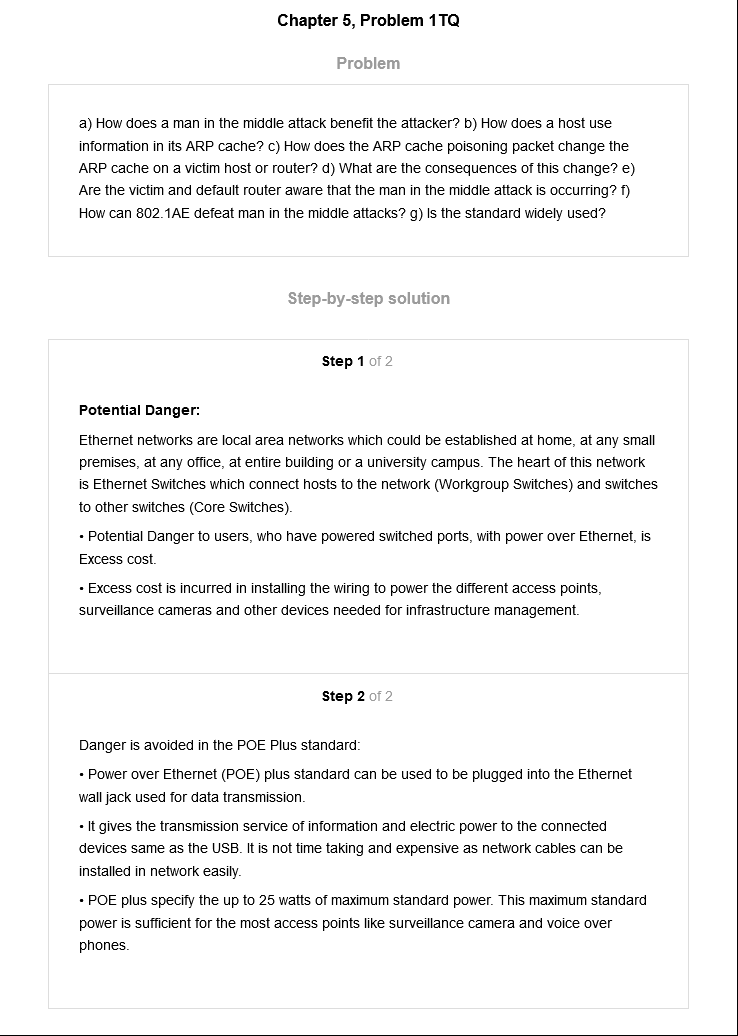 Chapter 5, Problem 1TQ
Problem
a) How does a man in the middle attack benefit the attacker? b) How does a host use
information in its ARP cache? c) How does the ARP cache poisoning packet change the
ARP cache on a victim host or router? d) What are the consequences of this change? e)
Are the victim and default router aware that the man in the middle attack is occurring? f)
How can 802.1AE defeat man in the middle attacks? g) Is the standard widely used?
Step-by-step solution
Step 1 of 2
Potential Danger:
Ethernet networks are local area networks which could be established at home, at any small
premises, at any office, at entire building or a university campus. The heart of this network
is Ethernet Switches which connect hosts to the network (Workgroup Switches) and switches
to other switches (Core Switches).
• Potential Danger to users, who have powered switched ports, with power over Ethernet, is
Excess cost.
• Excess cost is incurred in installing the wiring to power the different access points,
surveillance cameras and other devices needed for infrastructure management.
Step 2 of 2
Danger is avoided in the POE Plus standard:
• Power over Ethernet (POE) plus standard can be used to be plugged into the Ethernet
wall jack used for data transmission.
• It gives the transmission service of information and electric power to the connected
devices same as the USB. It is not time taking and expensive as network cables can be
installed in network easily.
• POE plus specify the up to 25 watts of maximum standard power. This maximum standard
power is sufficient for the most access points like surveillance camera and voice over
phones.